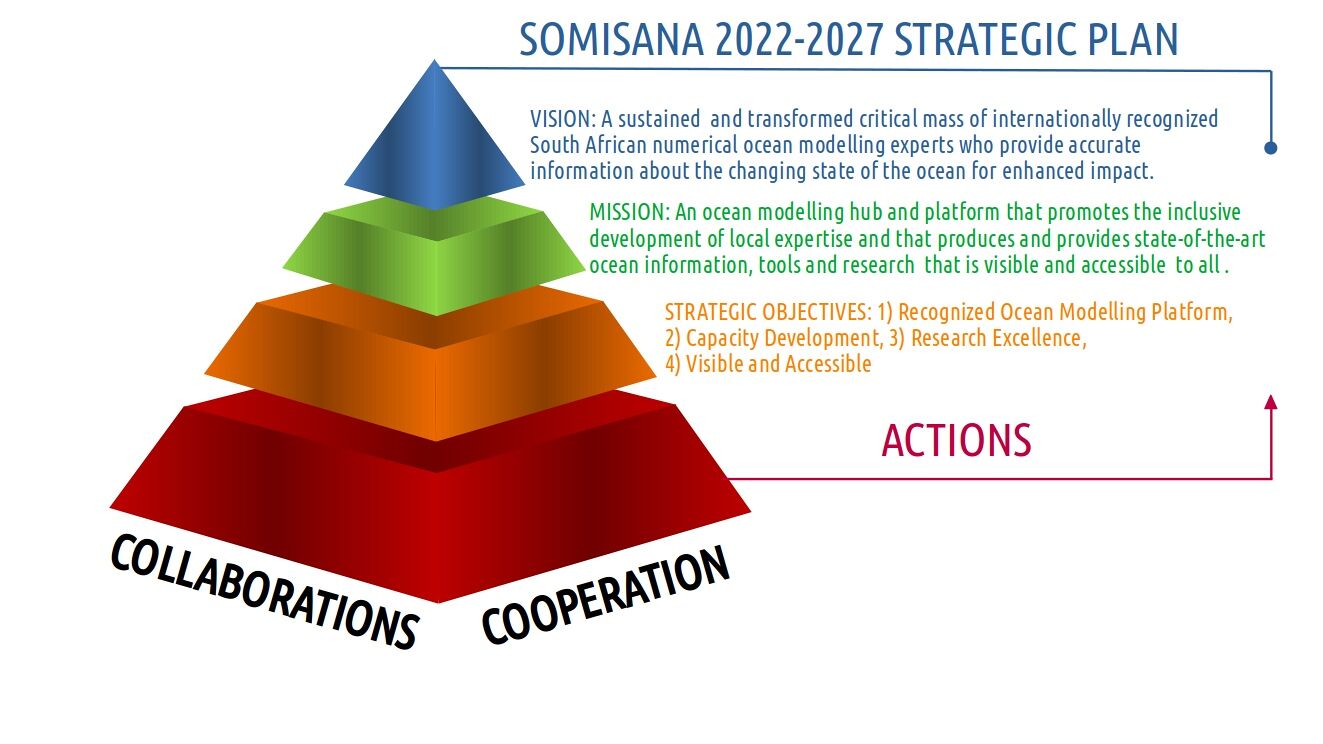 SOMISANA 2022-2027 STRATEGIC PLAN
VISION: A sustained and transformed critical mass of internationally recognized
South African numerical ocean modelling experts who provide accurate
information about the changing state of the ocean for enhanced impact.
MISSION: An ocean modelling hub and platform that promotes the inclusive
development of local expertise and that produces and provides state-of-the-art
ocean information, tools and research that is visible and accessible to all .
STRATEGIC OBJECTIVES: 1) Recognized Ocean Modelling Platform,
2) Capacity Development, 3) Research Excellence,
4) Visible and Accessible
ACTIONS
COLLABORATIONS
COOPERATION